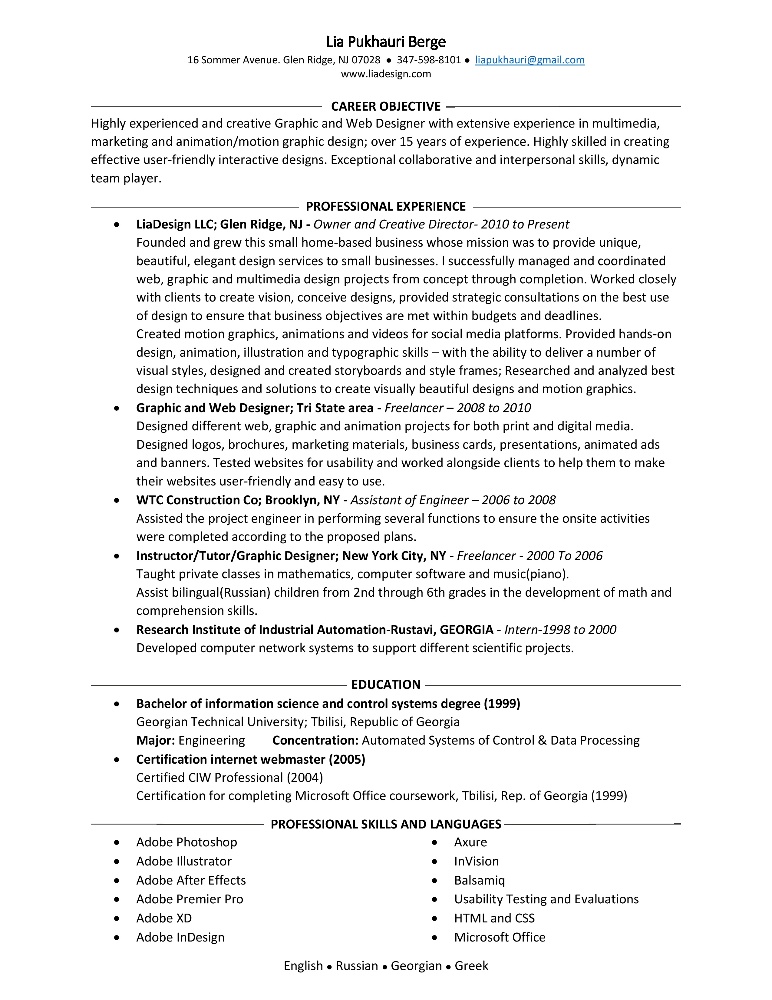 Lia Pukhauri Berge
16 Sommer Avenue. Glen Ridge, NJ 07028 ● 347-598-8101 ● liapukhauri@gmail.com
www.liadesign.com
CAREER OBJECTIVE
Highly experienced and creative Graphic and Web Designer with extensive experience in multimedia,
marketing and animation/motion graphic design; over 15 years of experience. Highly skilled in creating
effective user-friendly interactive designs. Exceptional collaborative and interpersonal skills, dynamic
team player.
PROFESSIONAL EXPERIENCE
• LiaDesign LLC; Glen Ridge, NJ - Owner and Creative Director- 2010 to Present
Founded and grew this small home-based business whose mission was to provide unique,
beautiful, elegant design services to small businesses. I successfully managed and coordinated
web, graphic and multimedia design projects from concept through completion. Worked closely
with clients to create vision, conceive designs, provided strategic consultations on the best use
of design to ensure that business objectives are met within budgets and deadlines.
Created motion graphics, animations and videos for social media platforms. Provided hands-on
design, animation, illustration and typographic skills – with the ability to deliver a number of
visual styles, designed and created storyboards and style frames; Researched and analyzed best
design techniques and solutions to create visually beautiful designs and motion graphics.
• Graphic and Web Designer; Tri State area - Freelancer – 2008 to 2010
Designed different web, graphic and animation projects for both print and digital media.
Designed logos, brochures, marketing materials, business cards, presentations, animated ads
and banners. Tested websites for usability and worked alongside clients to help them to make
their websites user-friendly and easy to use.
• WTC Construction Co; Brooklyn, NY - Assistant of Engineer – 2006 to 2008
Assisted the project engineer in performing several functions to ensure the onsite activities
were completed according to the proposed plans.
• Instructor/Tutor/Graphic Designer; New York City, NY - Freelancer - 2000 To 2006
Taught private classes in mathematics, computer software and music(piano).
Assist bilingual(Russian) children from 2nd through 6th grades in the development of math and
comprehension skills.
• Research Institute of Industrial Automation-Rustavi, GEORGIA - Intern-1998 to 2000
Developed computer network systems to support different scientific projects.
EDUCATION
• Bachelor of information science and control systems degree (1999)
Georgian Technical University; Tbilisi, Republic of Georgia
Major: Engineering Concentration: Automated Systems of Control & Data Processing
• Certification internet webmaster (2005)
Certified CIW Professional (2004)
Certification for completing Microsoft Office coursework, Tbilisi, Rep. of Georgia (1999)
PROFESSIONAL SKILLS AND LANGUAGES
• Adobe Photoshop
• Adobe Illustrator
• Adobe After Effects
• Adobe Premier Pro
• Adobe XD
• Adobe InDesign
• Axure
• InVision
• Balsamiq
• Usability Testing and Evaluations
• HTML and CSS
• Microsoft Office
English ● Russian ● Georgian ● Greek